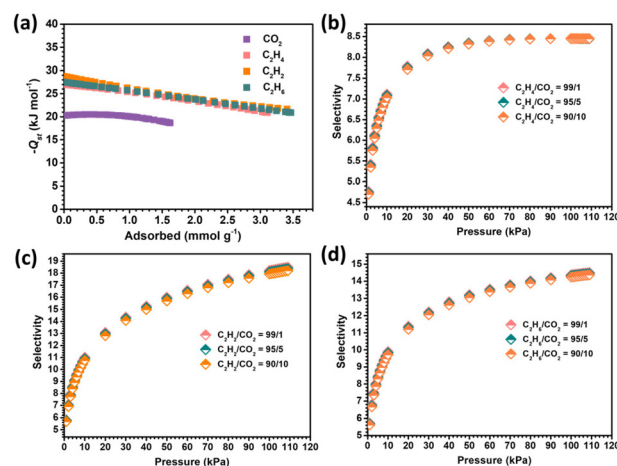 (a)
-Qst (kJ mol-1)
40
35
30
25
20
15
10
5
0
CO2
C2H4
C2H2
C2H6
0.0 0.5 1.0 1.5 2.0 2.5 3.0 3.5
Adsorbed (mmol g-1)
(b)
Selectivity
8.5
8.0
7.5
7.0
6.5
6.0
5.5
5.0
4.5
C2H4/CO2 = 99/1
C2H4/CO2 = 95/5
C2H4/CO2 = 90/10
0 10 20 30 40 50 60 70 80 90 100 110 120
Pressure (kPa)
(c)
Selectivity
19
18
17
16
15
14
13
12
11
10
9
8
7
6
5
C2H2/CO2 = 99/1
C2H2/CO2 = 95/5
C2H2/CO2 = 90/10
0 10 20 30 40 50 60 70 80 90 100 110 120
Pressure (kPa)
(d)
Selectivity
15
14
13
12
11
10
9
8
7
6
5
C2H6/CO2 = 99/1
C2H6/CO2 = 95/5
C2H6/CO2 = 90/10
0 10 20 30 40 50 60 70 80 90 100 110 120
Pressure (kPa)